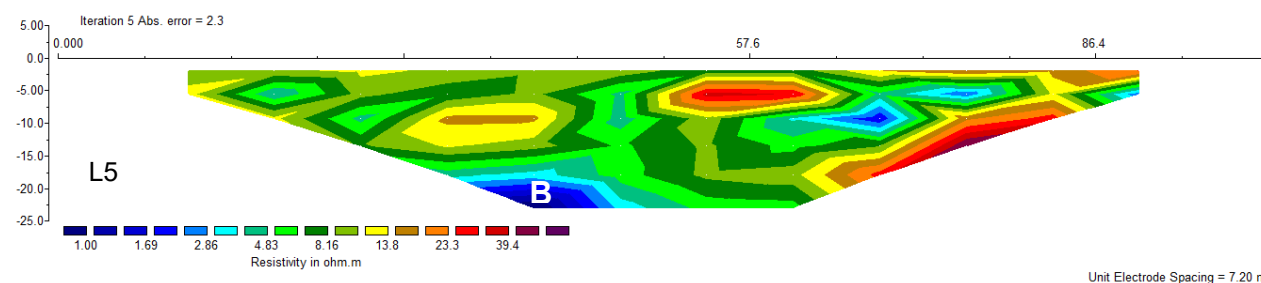 Iteration 5 Abs. error = 2.3
5.00
0.000 57.6 86.4
0.0
-5.00
-10.0
-15.0
L5
-20.0
B
-25.0
1.00 1.69 2.86 4.83 8.16 13.8 23.3 39.4
Resistivity in ohm.m
Unit Electrode Spacing = 7.20